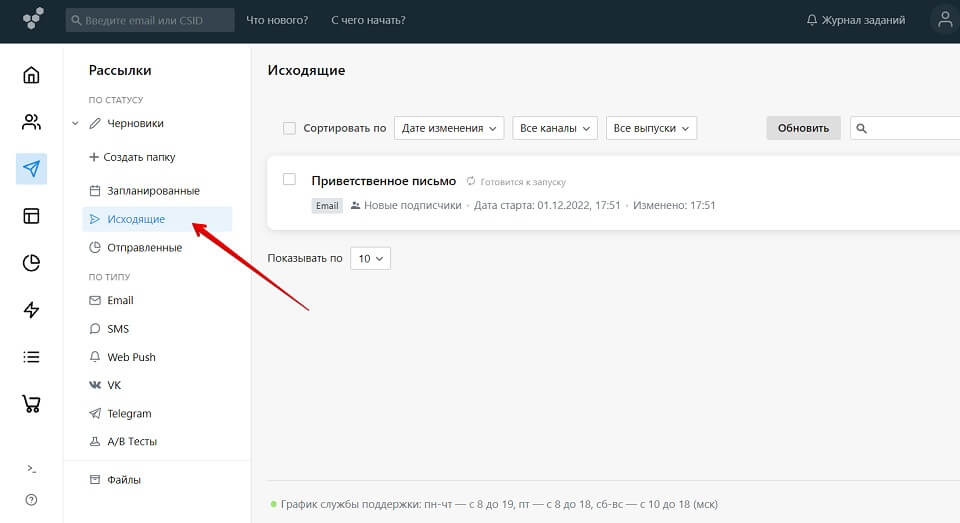 Введите email или CSID
Что нового?
С чего начать?
Журнал заданий
Рассылки
ПО СТАТУСУ
Черновики
Создать папку
Запланированные
Исходящие
Отправленные
ПО ТИПУ
Email
SMS
Web Push
VK
Telegram
A/B Тесты
Файлы
Исходящие
Сортировать по
Дате изменения
Все каналы
Все выпуски
Обновить
Приветственное письмо Готовится к запуску
Email Новые подписчики · Дата старта: 01.12.2022, 17:51 · Изменено: 17:51
Показывать по 10
График службы поддержки: пн-чт — с 8 до 19, пт — с 8 до 18, сб-вс — с 10 до 18 (мск)